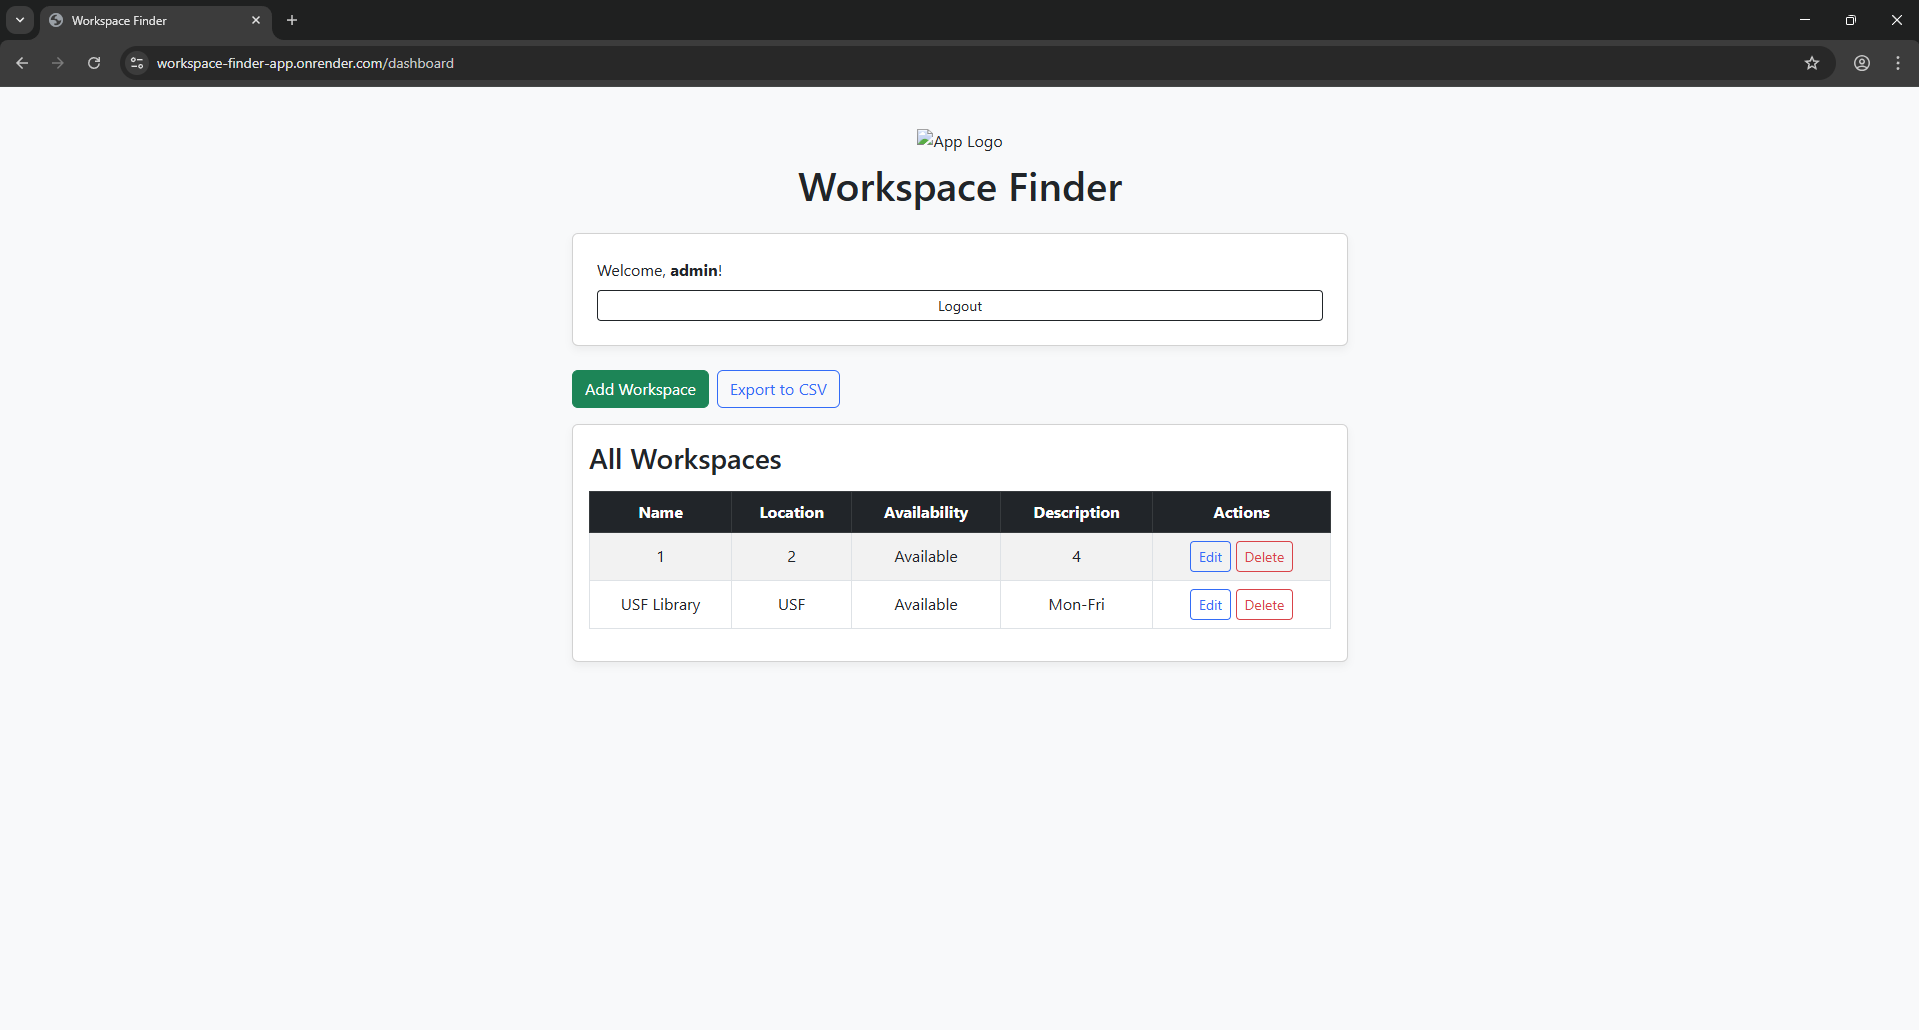 Workspace Finder
workspace-finder-app.onrender.com/dashboard
App Logo
Workspace Finder
Welcome, admin!
Logout
Add Workspace Export to CSV
All Workspaces
Name Location Availability Description Actions
1 2 Available 4 Edit Delete
USF Library USF Available Mon-Fri Edit Delete